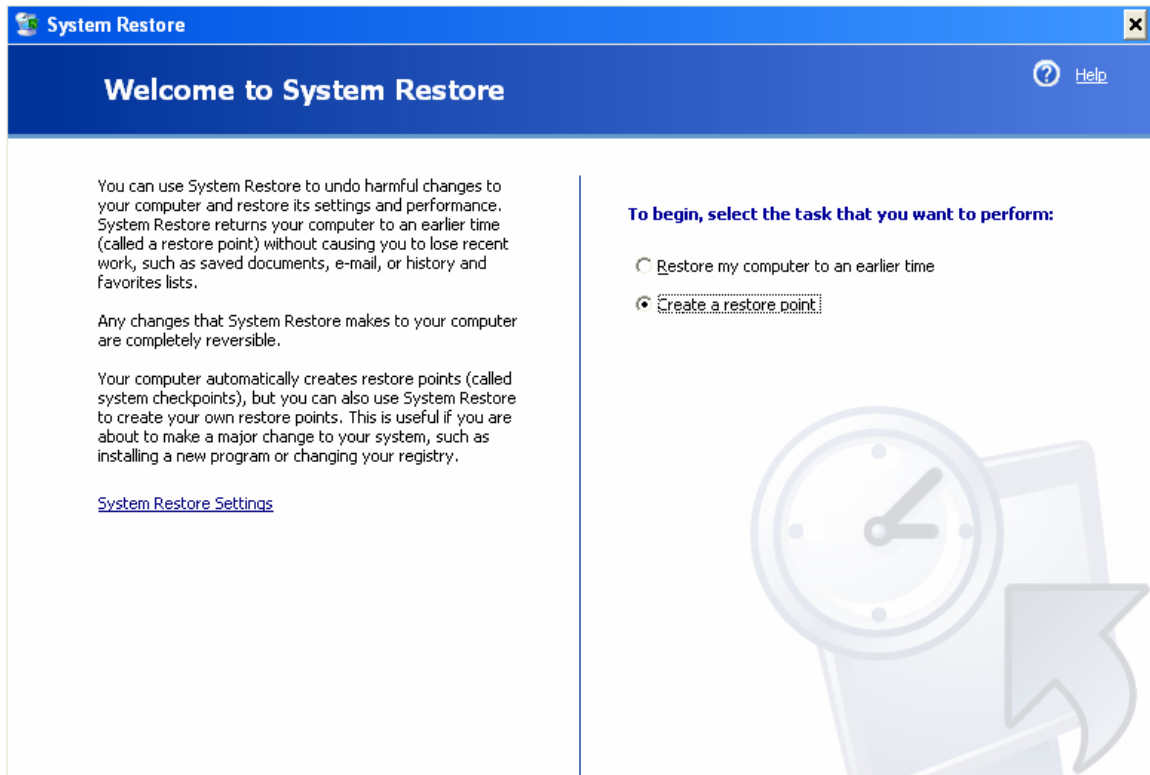 System Restore
Welcome to System Restore
Help
You can use System Restore to undo harmful changes to
your computer and restore its settings and performance.
System Restore returns your computer to an earlier time
(called a restore point) without causing you to lose recent
work, such as saved documents, e-mail, or history and
favorites lists.
Any changes that System Restore makes to your computer
are completely reversible.
Your computer automatically creates restore points (called
system checkpoints), but you can also use System Restore
to create your own restore points. This is useful if you are
about to make a major change to your system, such as
installing a new program or changing your registry.
System Restore Settings
To begin, select the task that you want to perform:
Restore my computer to an earlier time
Create a restore point